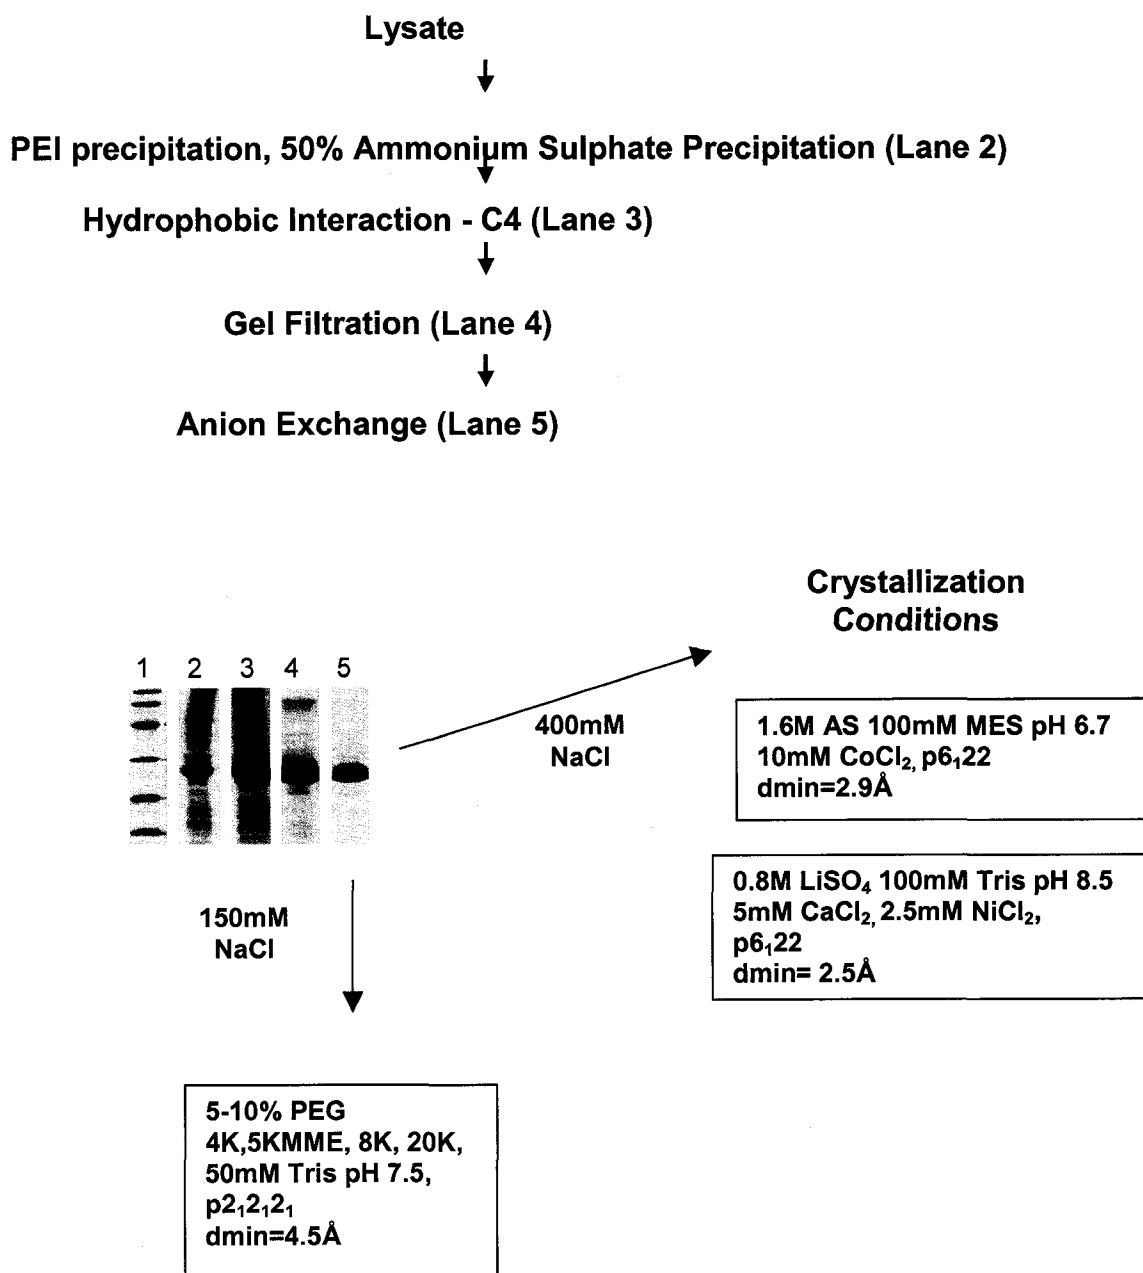 Lysate
PEI precipitation, 50% Ammonium Sulphate Precipitation (Lane 2)
Hydrophobic Interaction - C4 (Lane 3)
Gel Filtration (Lane 4)
Anion Exchange (Lane 5)
Crystallization
Conditions
1 2 3 4 5
400mM
NaCl
1.6M AS 100mM MES pH 6.7
10mM CoCl₂, p6₁22
dmin=2.9Å
0.8M LiSO₄ 100mM Tris pH 8.5
5mM CaCl₂, 2.5mM NiCl₂,
p6₁22
dmin= 2.5Å
150mM
NaCl
5-10% PEG
4K,5KMME, 8K, 20K,
50mM Tris pH 7.5,
p2₁2₁2₁
dmin=4.5Å